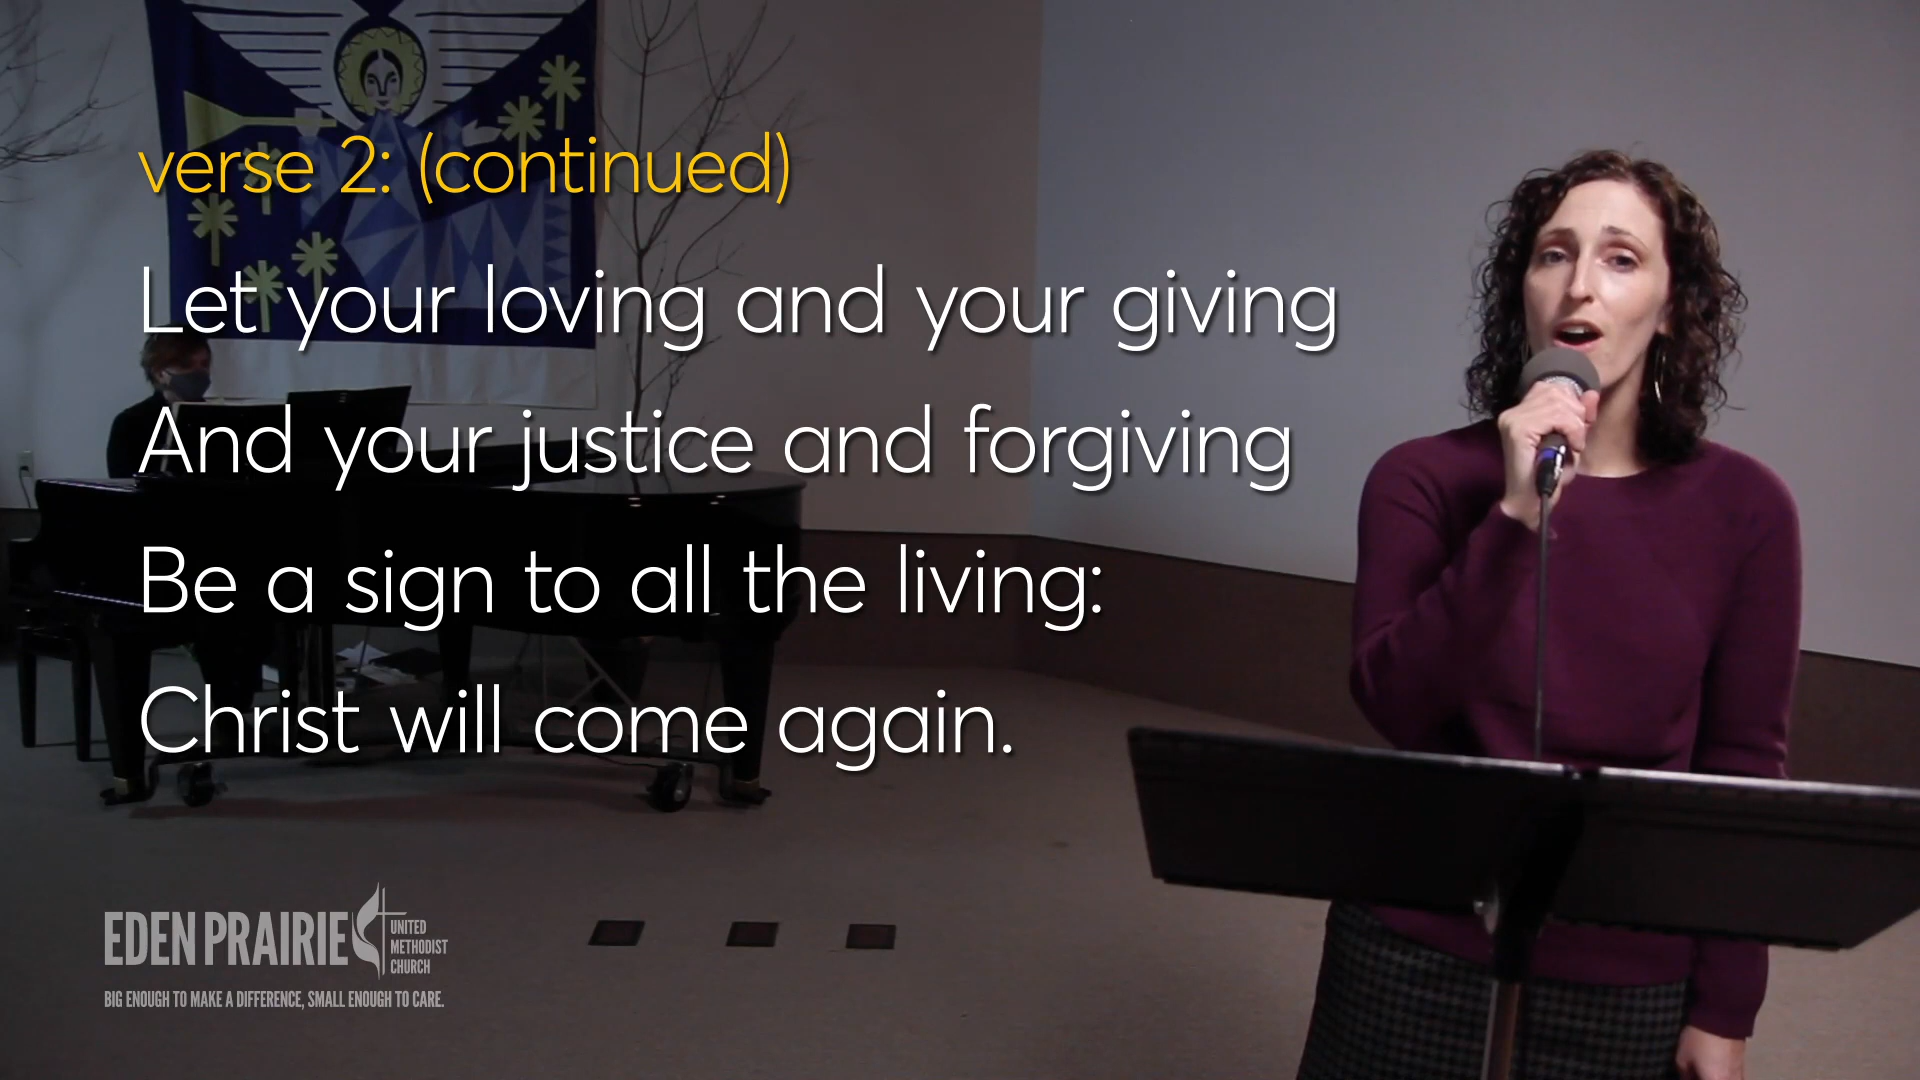 verse 2: (continued)
Let your loving and your giving
And your justice and forgiving
Be a sign to all the living:
Christ will come again.
EDEN PRAIRIE
UNITED
METHODIST
CHURCH
BIG ENOUGH TO MAKE A DIFFERENCE, SMALL ENOUGH TO CARE.